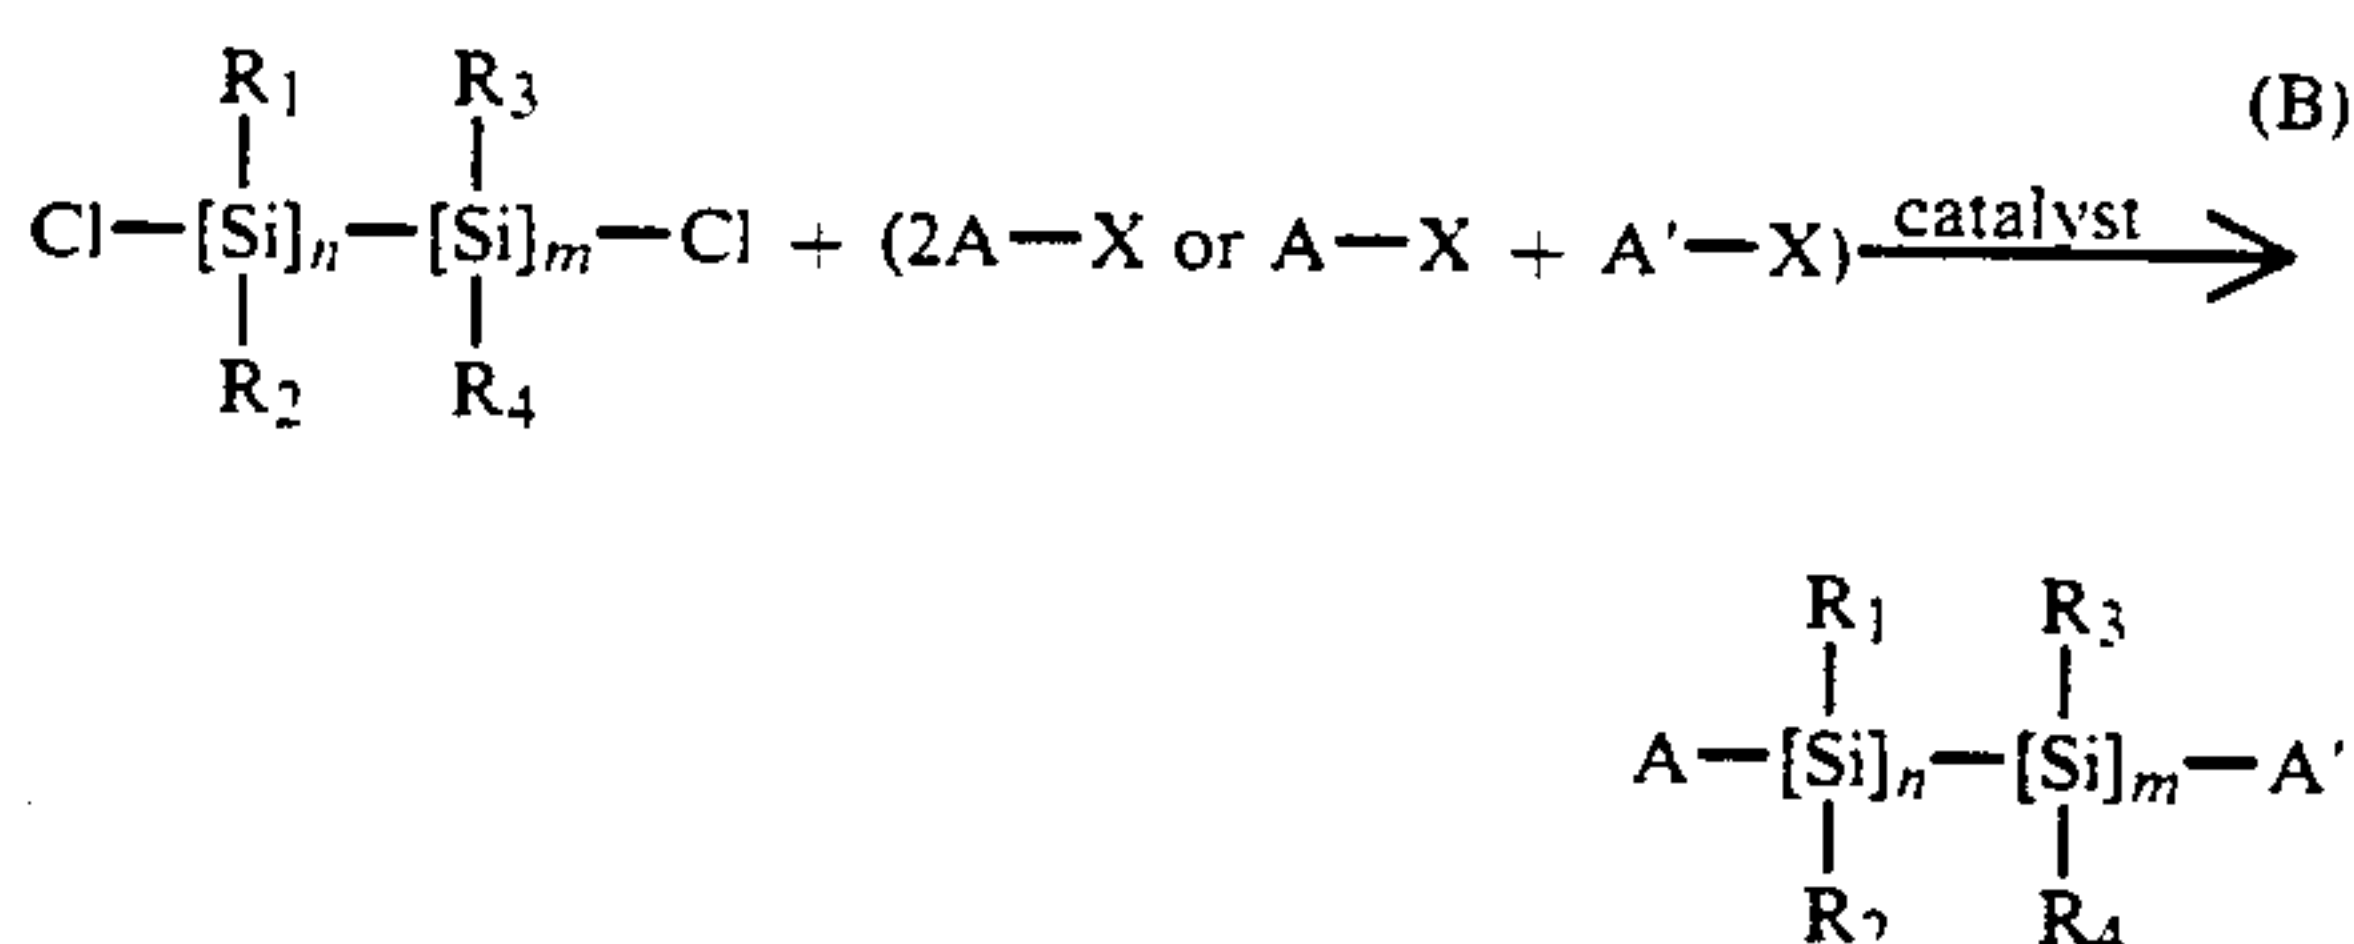 R1 R3 (B)
Cl—[Si]n—[Si]m—Cl + (2A—X or A—X + A'—X) catalyst
R2 R4
R1 R3
A—[Si]n—[Si]m—A'
R2 R4